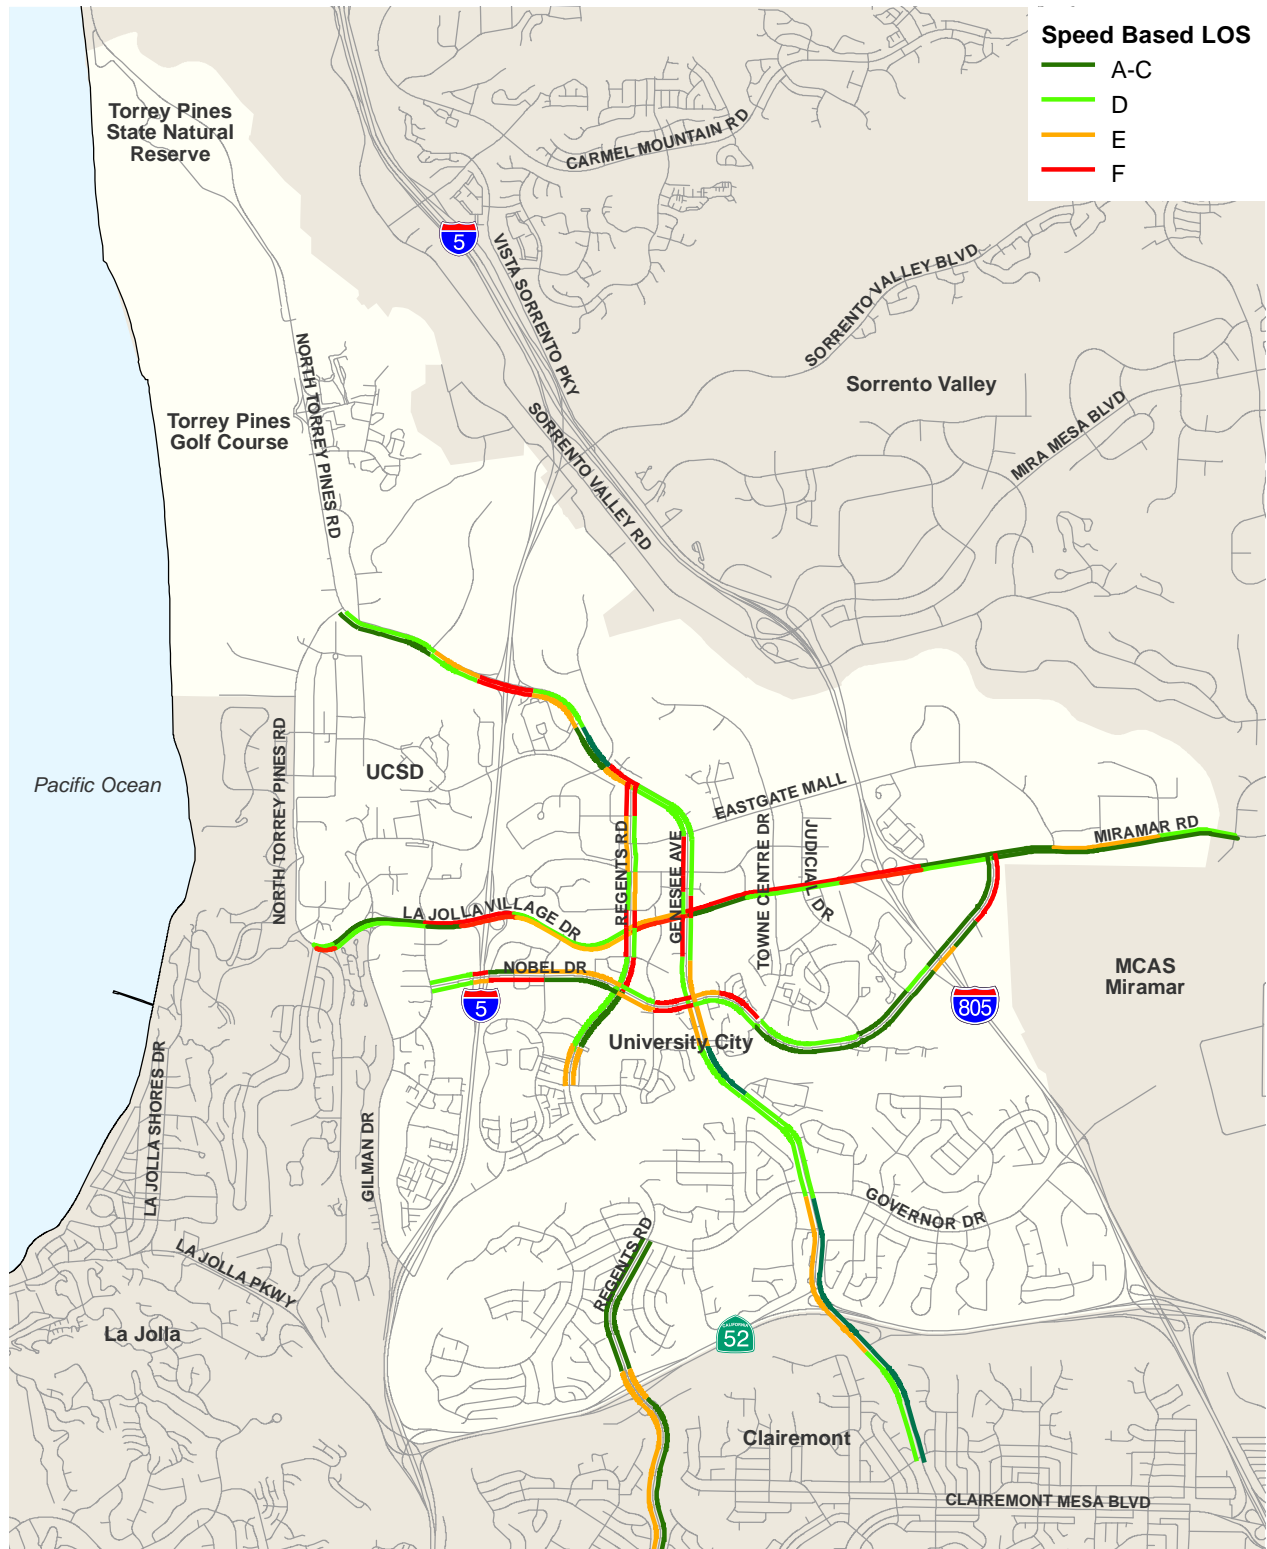 Speed Based LOS
A-C
D
E
F
Torrey Pines
State Natural
Reserve
CARMEL MOUNTAIN RD
5
VISTA SORRENTO PKY
SORRENTO VALLEY BLVD
Sorrento Valley
NORTH TORREY PINES RD
Torrey Pines
Golf Course
MIRA MESA BLVD
SORRENTO VALLEY RD
UCSD
Pacific Ocean
NORTH TORREY PINES RD
EASTGATE MALL
MIRAMAR RD
REGENTS RD
GENESEE AVE
TOWNE CENTRE DR
JUDICIAL DR
LA JOLLA VILLAGE DR
NOBEL DR
MCAS
Miramar
5
805
University City
LA JOLLA SHORES DR
GILMAN DR
GOVERNOR DR
REGENTS RD
LA JOLLA PKWY
La Jolla
CALIFORNIA
52
Clairemont
CLAIREMONT MESA BLVD